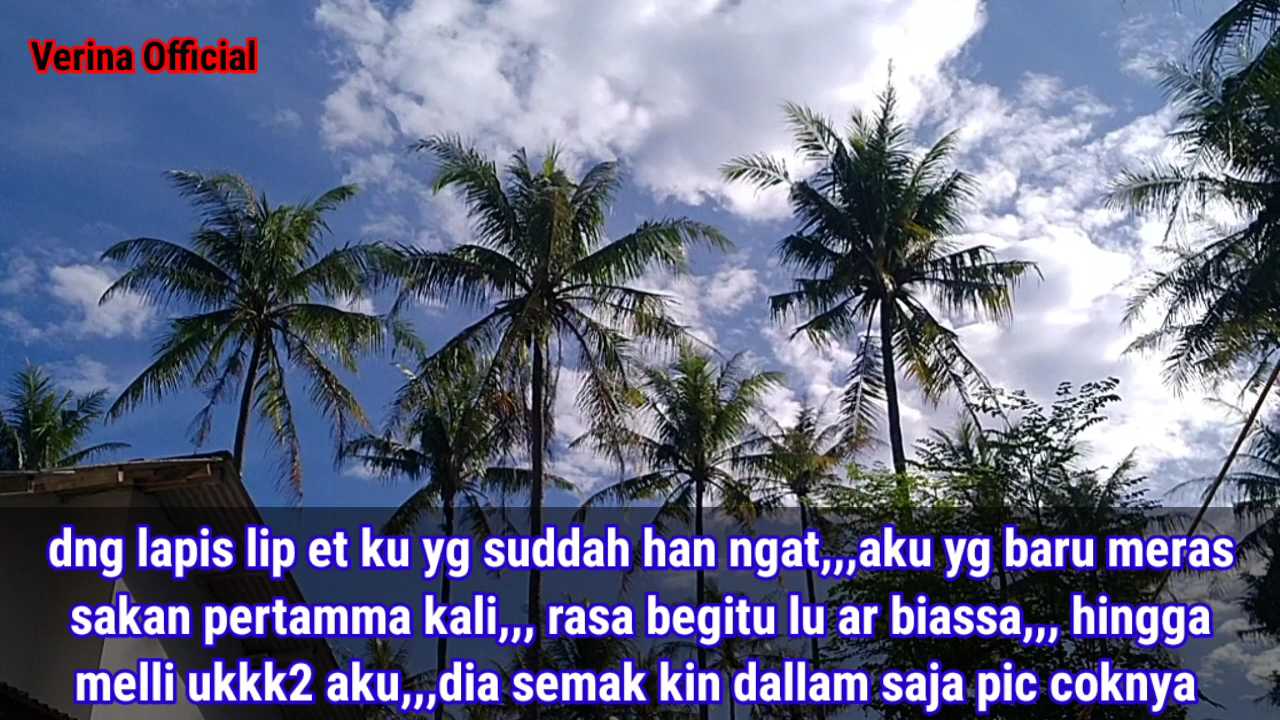 Verina Official
dng lapis lip et ku yg suddah han ngat,,,aku yg baru meras
sakan pertamma kali,,, rasa begitu lu ar biassa,,, hingga
melli ukkk2 aku,,,dia semak kin dallam saja pic coknya